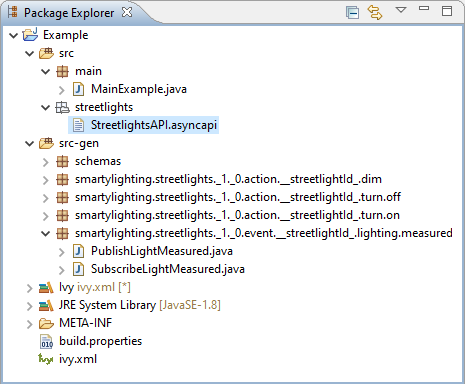 Package Explorer
Example
src
main
MainExample.java
streetlights
StreetlightsAPI.asyncapi
src-gen
schemas
smartylighting.streetlights._1._0.action.__streetlightId_.dim
smartylighting.streetlights._1._0.action.__streetlightId_.turn.off
smartylighting.streetlights._1._0.action.__streetlightId_.turn.on
smartylighting.streetlights._1._0.event.__streetlightId_.lighting.measured
PublishLightMeasured.java
SubscribeLightMeasured.java
Ivy ivy.xml [*]
JRE System Library [JavaSE-1.8]
META-INF
build.properties
ivy.xml